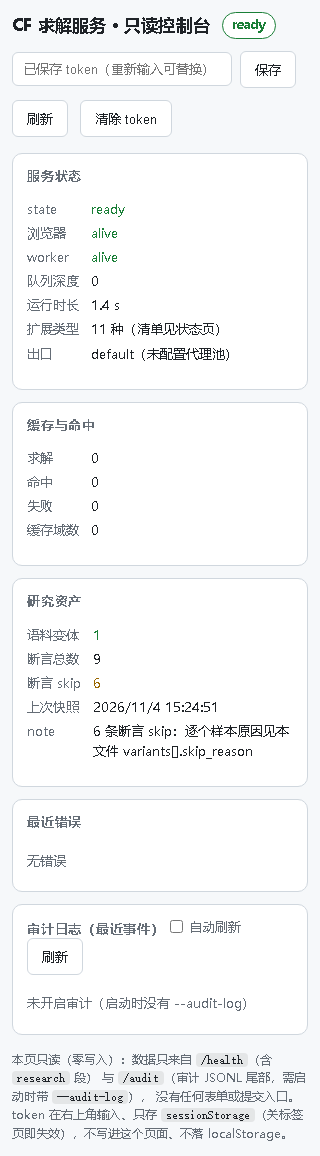 CF 求解服务 • 只读控制台 ready
已保存 token（重新输入可替换） 保存
刷新 清除 token
服务状态
state ready
浏览器 alive
worker alive
队列深度 0
运行时长 1.4 s
扩展类型 11 种（清单见状态页）
出口 default（未配置代理池）
缓存与命中
求解 0
命中 0
失败 0
缓存域数 0
研究资产
语料变体 1
断言总数 9
断言 skip 6
上次快照 2026/11/4 15:24:51
note 6 条断言 skip：逐个样本原因见本
文件 variants[].skip_reason
最近错误
无错误
审计日志（最近事件） 自动刷新
刷新
未开启审计（启动时没有 --audit-log）
本页只读（零写入）：数据只来自 /health（含
research 段） 与 /audit（审计 JSONL 尾部，需启
动时带 --audit-log），没有任何表单或提交入口。
token 在右上角输入、只存 sessionStorage（关标签
页即失效），不写进这个页面、不落 localStorage。